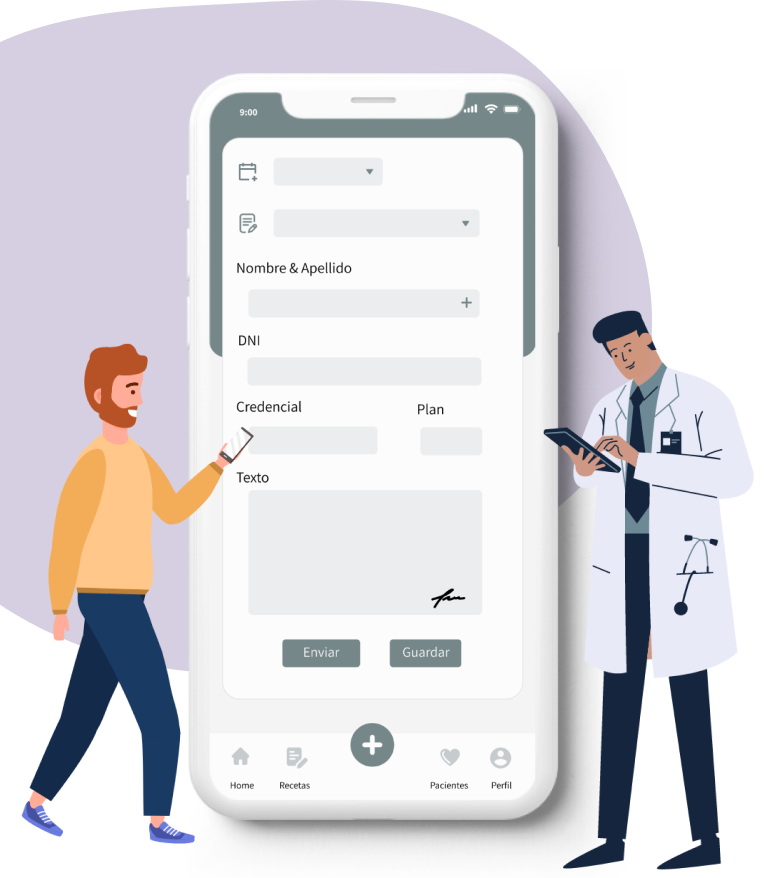 9:00
Nombre & Apellido
DNI
Credencial
Plan
Texto
Enviar
Guardar
Home
Recetas
Pacientes
Perfil